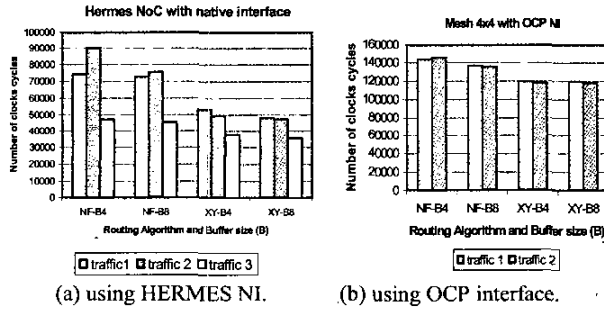 Hermes NoC with native interface
Number of clocks cycles
100000
90000
80000
70000
60000
50000
40000
30000
20000
10000
0
NF-B4 NF-B8 XY-B4 XY-B8
Routing Algorithm and Buffer size (B)
traffic1 traffic 2 traffic 3
(a) using HERMES NI.
Mesh 4x4 with OCP NI
Number of clocks cycles
160000
140000
120000
100000
80000
60000
40000
20000
0
NF-B4 NF-B8 XY-B4 XY-B8
Routing Algorithm and Buffer size (B)
traffic 1 traffic 2
(b) using OCP interface.